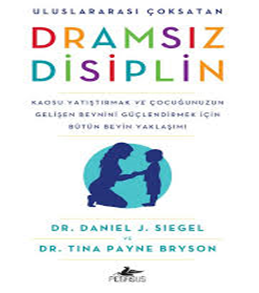 ULUSLARARASI ÇOKSATAN
DRAMSIZ
DİSİPLİN
KAOSU YATIŞTIRMAK VE ÇOCUĞUNUZUN
GELİŞEN BEYNİNİ GÜÇLENDİRMEK İÇİN
BÜTÜN BEYİN YAKLAŞIMI
DR. DANIEL J. SIEGEL
VE
DR. TINA PAYNE BRYSON
PEGASUS